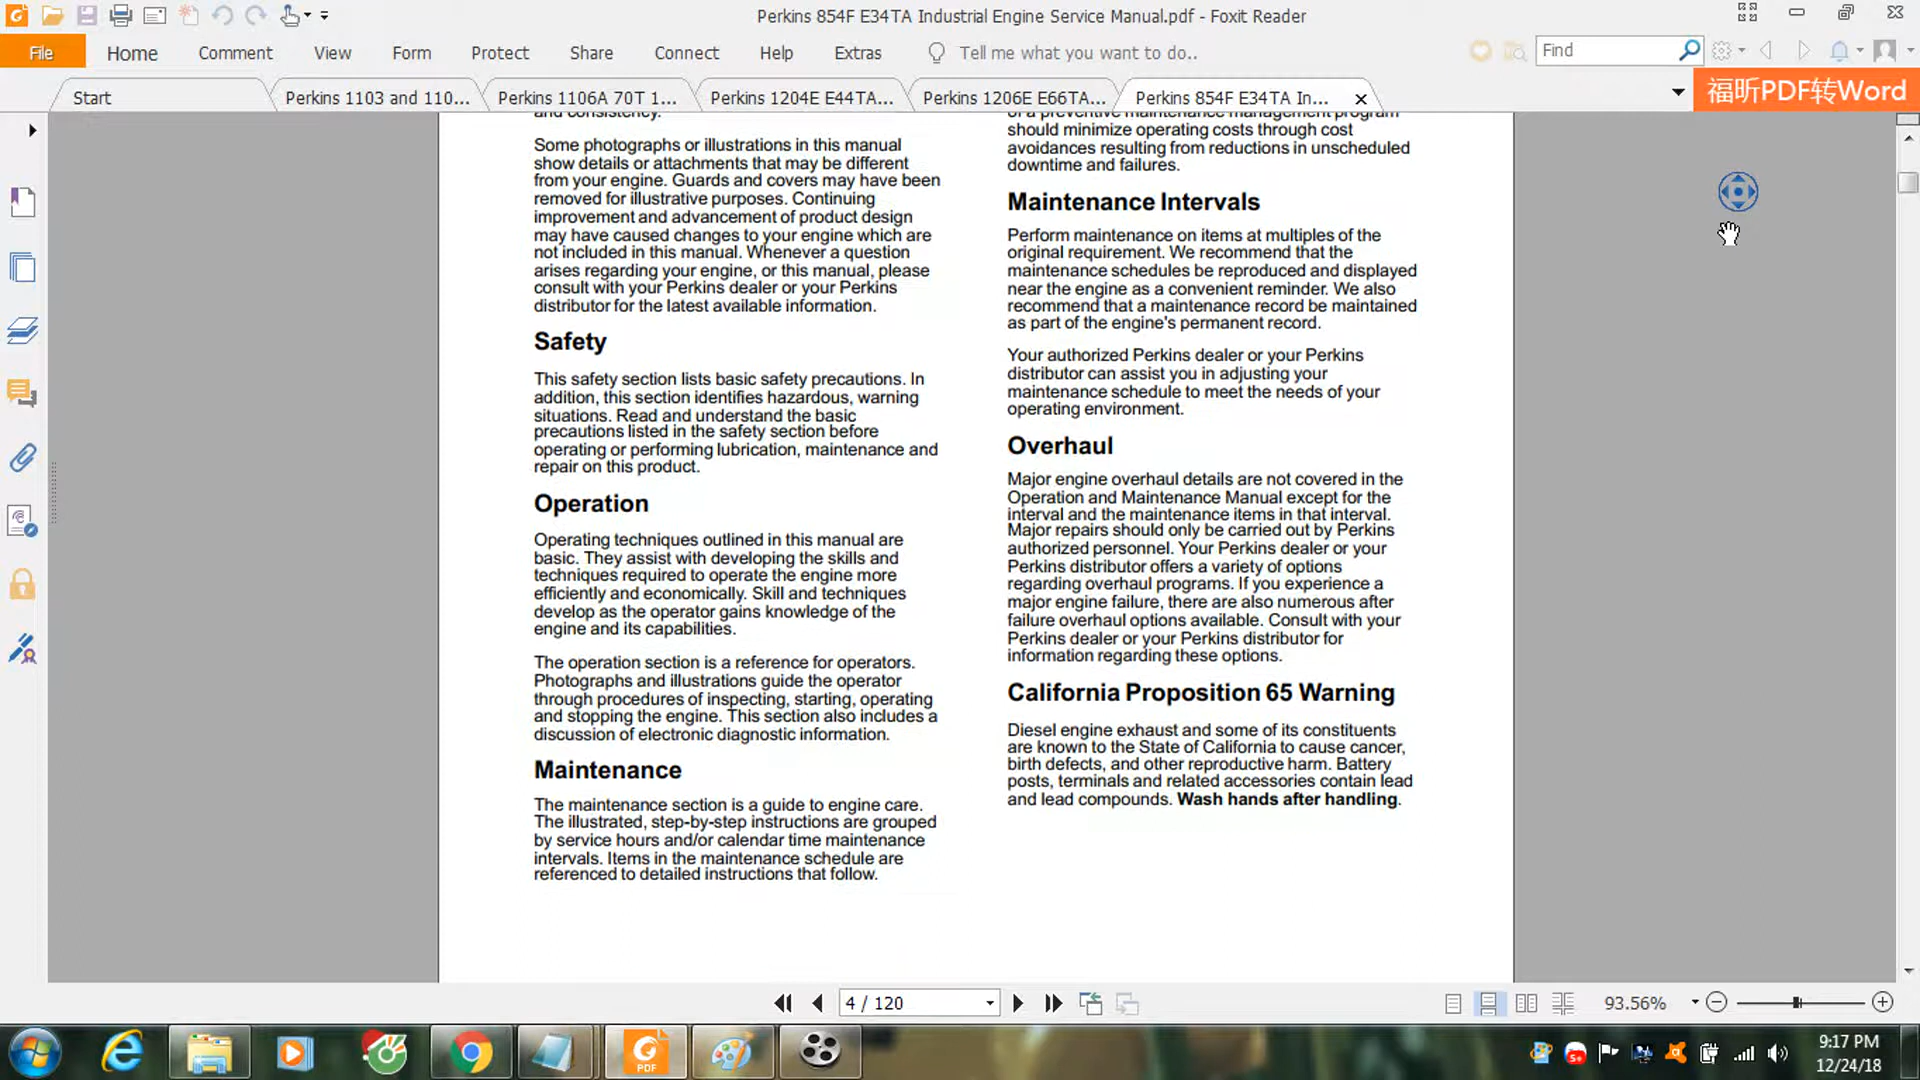 Perkins 854F E34TA Industrial Engine Service Manual.pdf - Foxit Reader
File
Home
Comment
View
Form
Protect
Share
Connect
Help
Extras
Tell me what you want to do..
Find
Start
Perkins 1103 and 110...
Perkins 1106A 70T 1...
Perkins 1204E E44TA...
Perkins 1206E E66TA...
Perkins 854F E34TA In...
福昕PDF转Word
and consistency.
Some photographs or illustrations in this manual
show details or attachments that may be different
from your engine. Guards and covers may have been
removed for illustrative purposes. Continuing
improvement and advancement of product design
may have caused changes to your engine which are
not included in this manual. Whenever a question
arises regarding your engine, or this manual, please
consult with your Perkins dealer or your Perkins
distributor for the latest available information.
Safety
This safety section lists basic safety precautions. In
addition, this section identifies hazardous, warning
situations. Read and understand the basic
precautions listed in the safety section before
operating or performing lubrication, maintenance and
repair on this product.
Operation
Operating techniques outlined in this manual are
basic. They assist with developing the skills and
techniques required to operate the engine more
efficiently and economically. Skill and techniques
develop as the operator gains knowledge of the
engine and its capabilities.
The operation section is a reference for operators.
Photographs and illustrations guide the operator
through procedures of inspecting, starting, operating
and stopping the engine. This section also includes a
discussion of electronic diagnostic information.
Maintenance
The maintenance section is a guide to engine care.
The illustrated, step-by-step instructions are grouped
by service hours and/or calendar time maintenance
intervals. Items in the maintenance schedule are
referenced to detailed instructions that follow.
of a preventive maintenance management program
should minimize operating costs through cost
avoidances resulting from reductions in unscheduled
downtime and failures.
Maintenance Intervals
Perform maintenance on items at multiples of the
original requirement. We recommend that the
maintenance schedules be reproduced and displayed
near the engine as a convenient reminder. We also
recommend that a maintenance record be maintained
as part of the engine's permanent record.
Your authorized Perkins dealer or your Perkins
distributor can assist you in adjusting your
maintenance schedule to meet the needs of your
operating environment.
Overhaul
Major engine overhaul details are not covered in the
Operation and Maintenance Manual except for the
interval and the maintenance items in that interval.
Major repairs should only be carried out by Perkins
authorized personnel. Your Perkins dealer or your
Perkins distributor offers a variety of options
regarding overhaul programs. If you experience a
major engine failure, there are also numerous after
failure overhaul options available. Consult with your
Perkins dealer or your Perkins distributor for
information regarding these options.
California Proposition 65 Warning
Diesel engine exhaust and some of its constituents
are known to the State of California to cause cancer,
birth defects, and other reproductive harm. Battery
posts, terminals and related accessories contain lead
and lead compounds. Wash hands after handling.
4 / 120
93.56%
PDF
9:17 PM
12/24/18